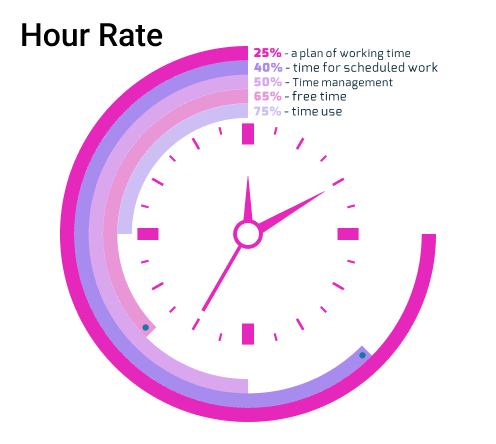 Hour Rate
25% - a plan of working time
40% - time for scheduled work
50% - Time management
65% - free time
75% - time use